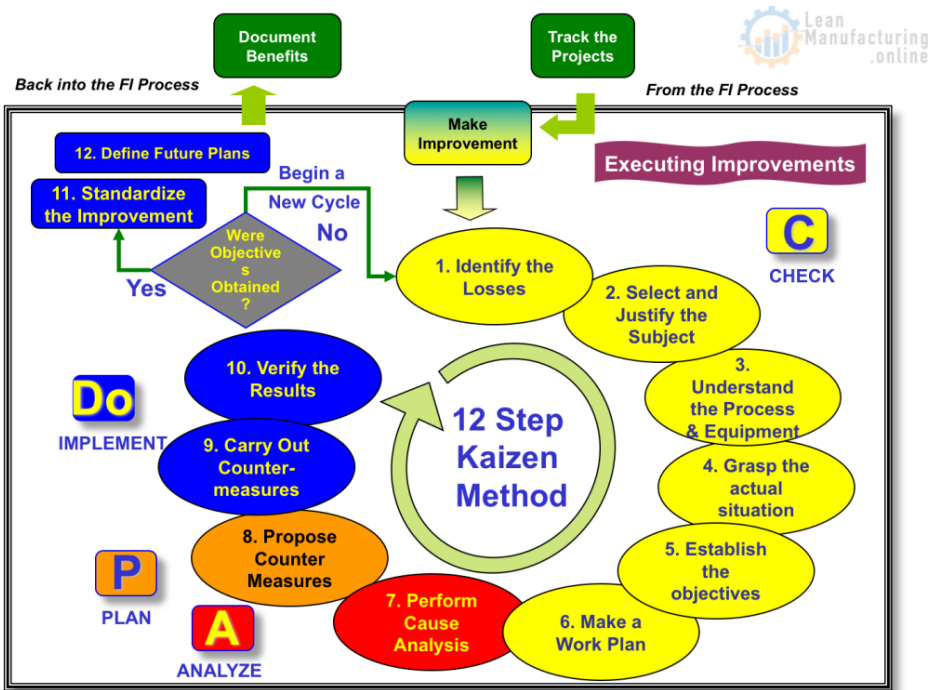 Document
Benefits
Track the
Projects
Lean
Manufacturing
.online
Back into the FI Process
From the FI Process
Make
Improvement
Executing Improvements
12. Define Future Plans
11. Standardize
the Improvement
Begin a
New Cycle
No
Were
Objective
s
Obtained
?
Yes
C
CHECK
1. Identify the
Losses
2. Select and
Justify the
Subject
3.
Understand
the Process
& Equipment
4. Grasp the
actual
situation
5. Establish
the
objectives
6. Make a
Work Plan
7. Perform
Cause
Analysis
8. Propose
Counter
Measures
9. Carry Out
Counter-
measures
10. Verify the
Results
12 Step
Kaizen
Method
Do
IMPLEMENT
P
PLAN
A
ANALYZE